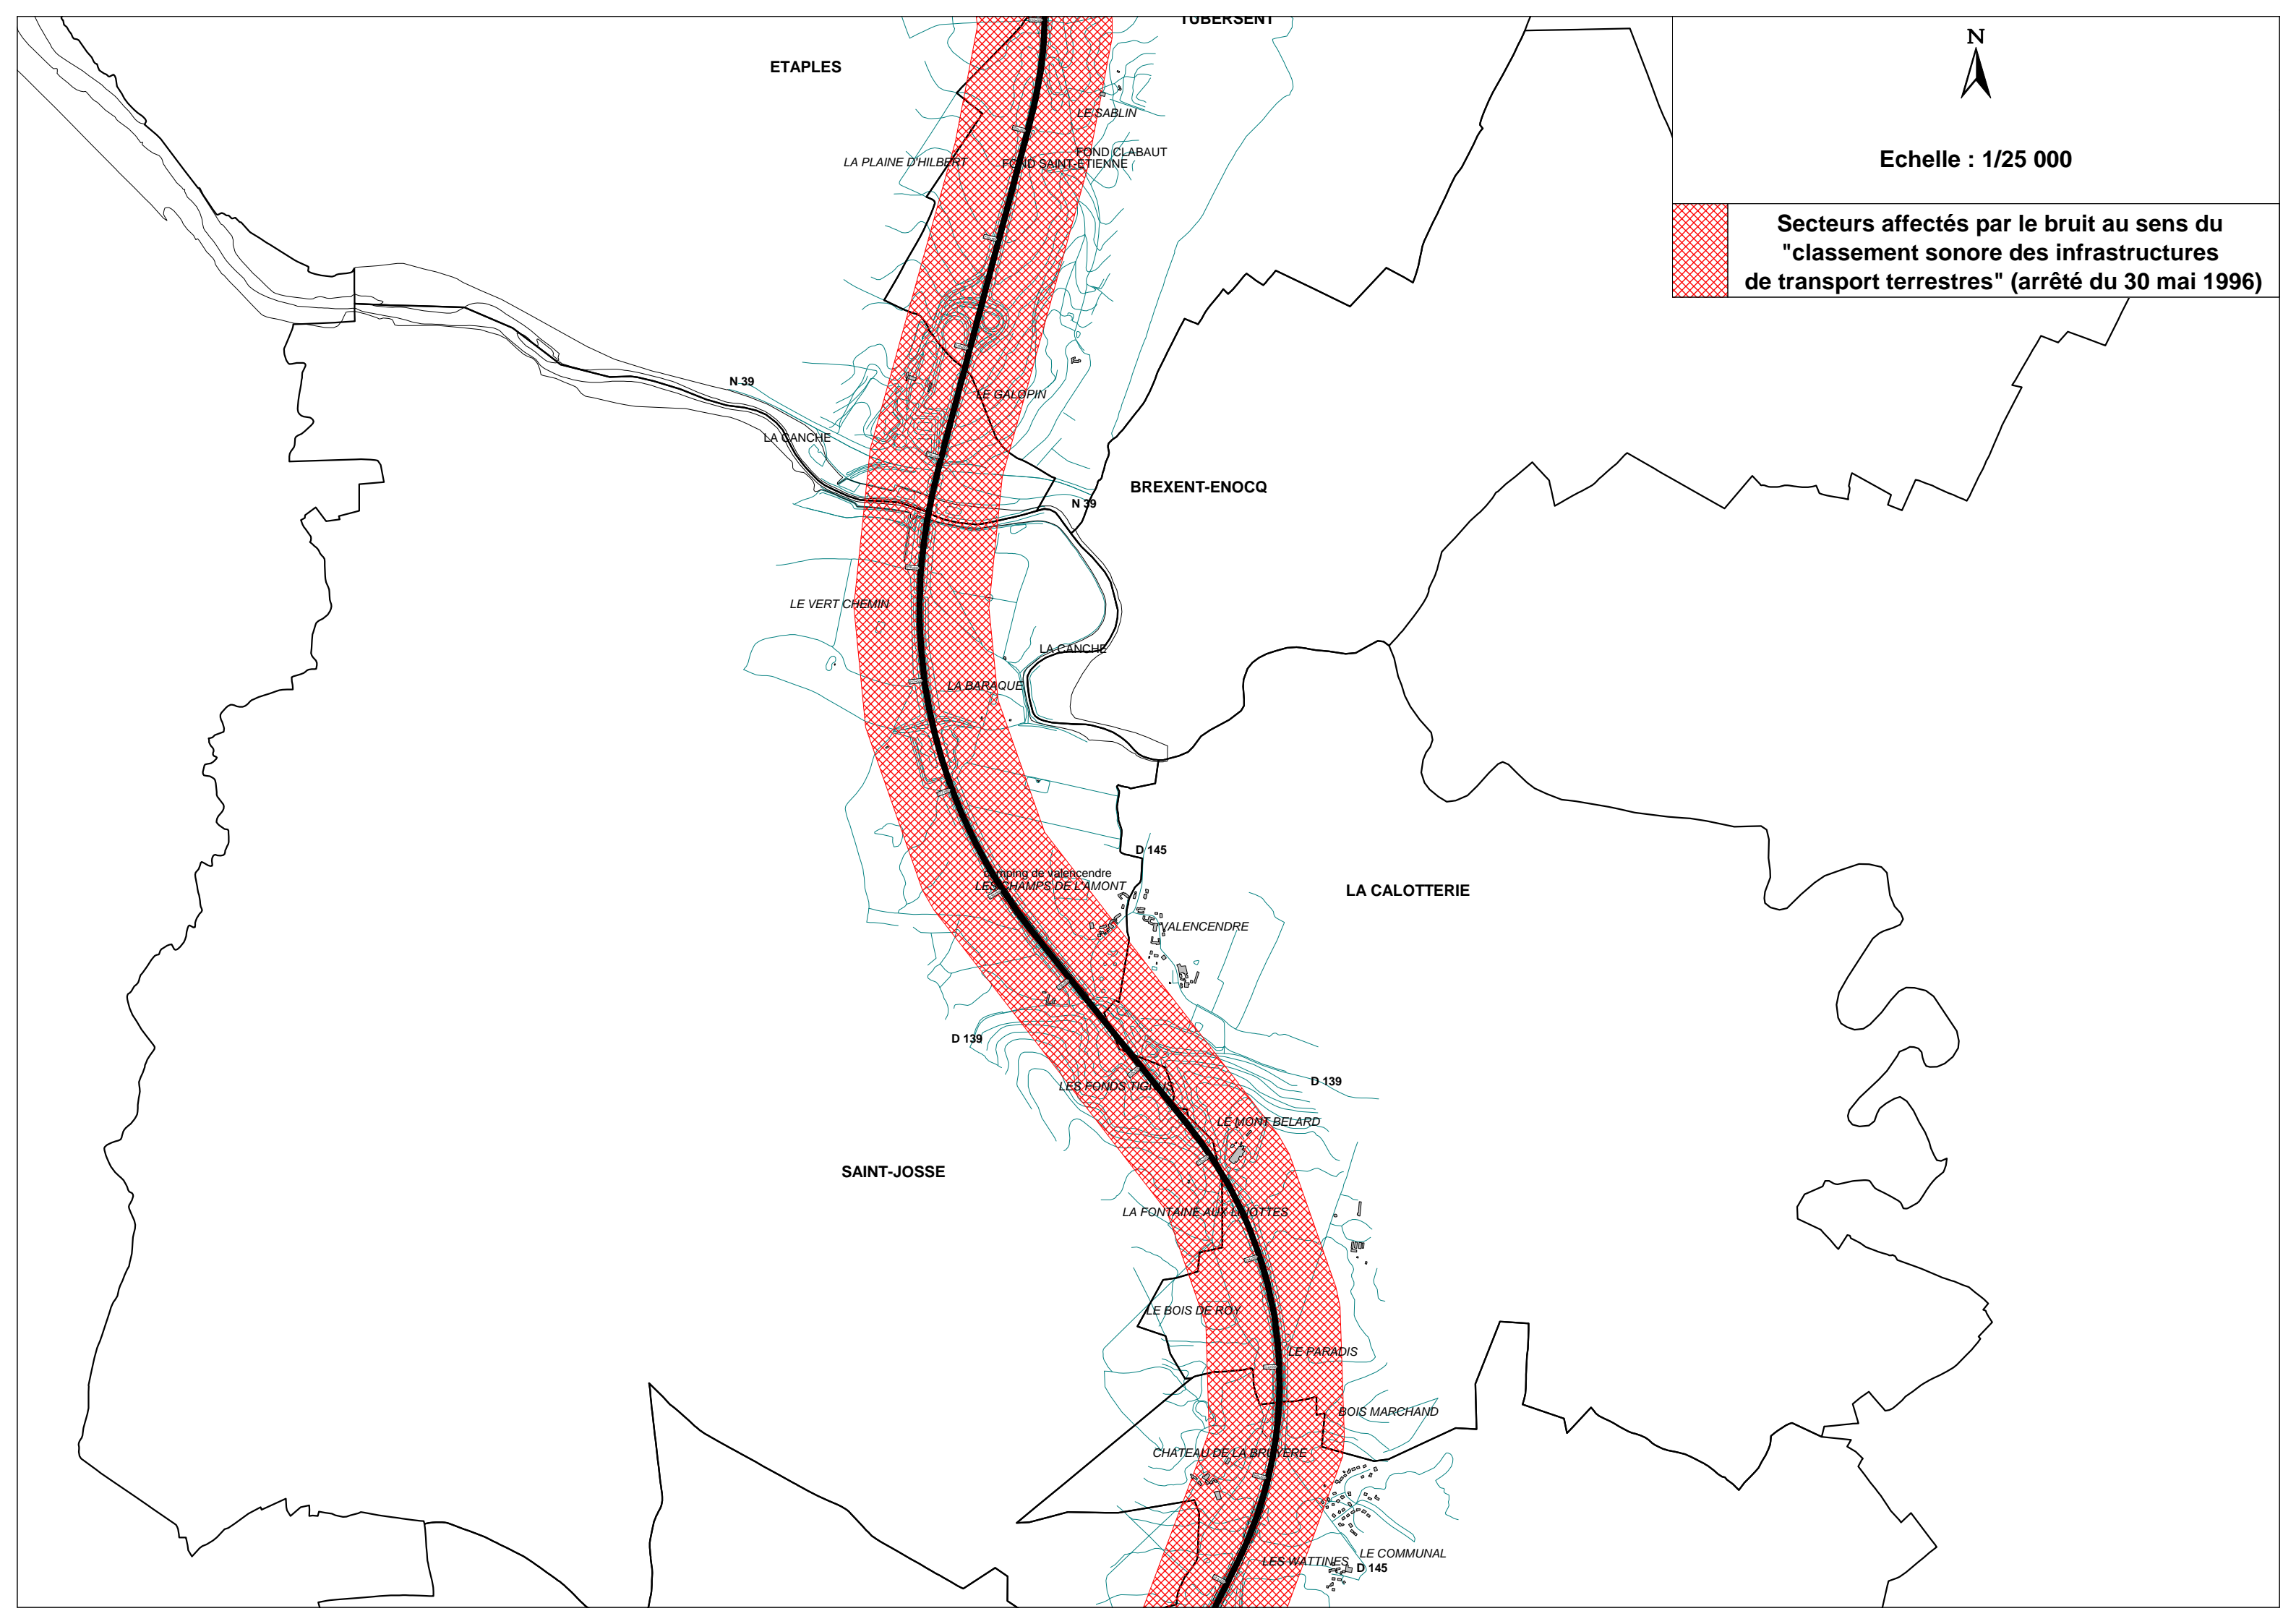 TUBERSENT
ETAPLES
N
LE SABLIN
FOND CLABAUT
LA PLAINE D'HILBERT
FOND SAINT-ETIENNE
Echelle : 1/25 000
Secteurs affectés par le bruit au sens du
"classement sonore des infrastructures
de transport terrestres" (arrêté du 30 mai 1996)
N 39
LE GALOPIN
LA CANCHE
BREXENT-ENOCQ
N 39
LE VERT CHEMIN
LA CANCHE
LA BARAQUE
D 145
camping de valencendre
LES CHAMPS DE L'AMONT
LA CALOTTERIE
VALENCENDRE
D 139
D 139
LES FONDS
LE MONT BELARD
SAINT-JOSSE
LA FONTAINE AUX LINOTTES
LE BOIS DE ROY
LE PARADIS
BOIS MARCHAND
CHATEAU DE LA BRUYERE
LE COMMUNAL
LES WATTINES
D 145